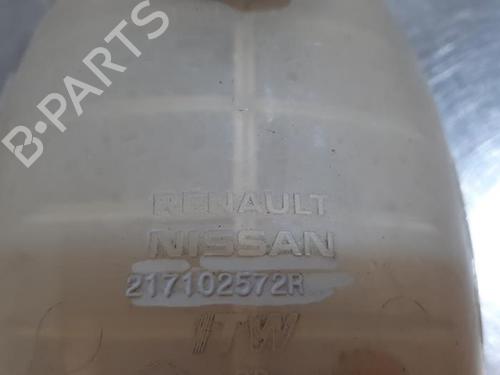 B-PARTS
RENAULT
NISSAN
217102572R
ITW